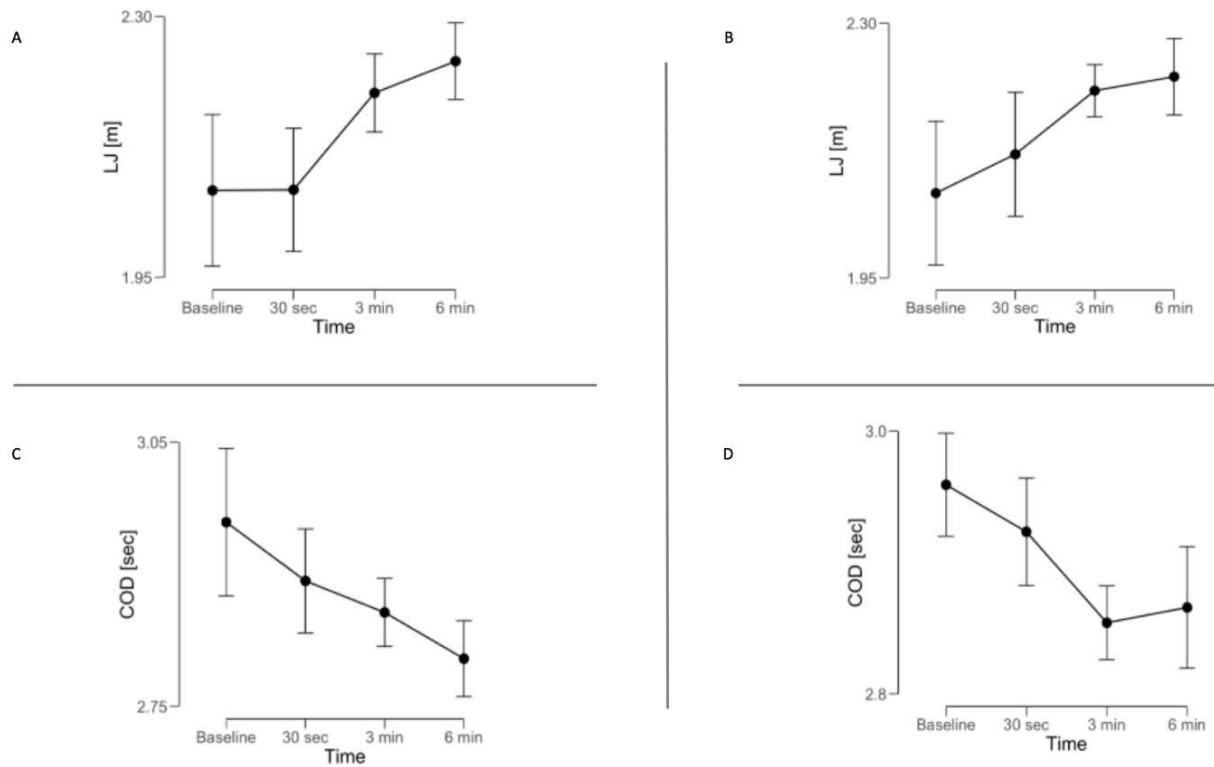 A
2.30
LJ [m]
1.95
Baseline 30 sec 3 min 6 min
Time
B
2.30
LJ [m]
1.95
Baseline 30 sec 3 min 6 min
Time
C
3.05
COD [sec]
2.75
Baseline 30 sec 3 min 6 min
Time
D
3.0
COD [sec]
2.8
Baseline 30 sec 3 min 6 min
Time